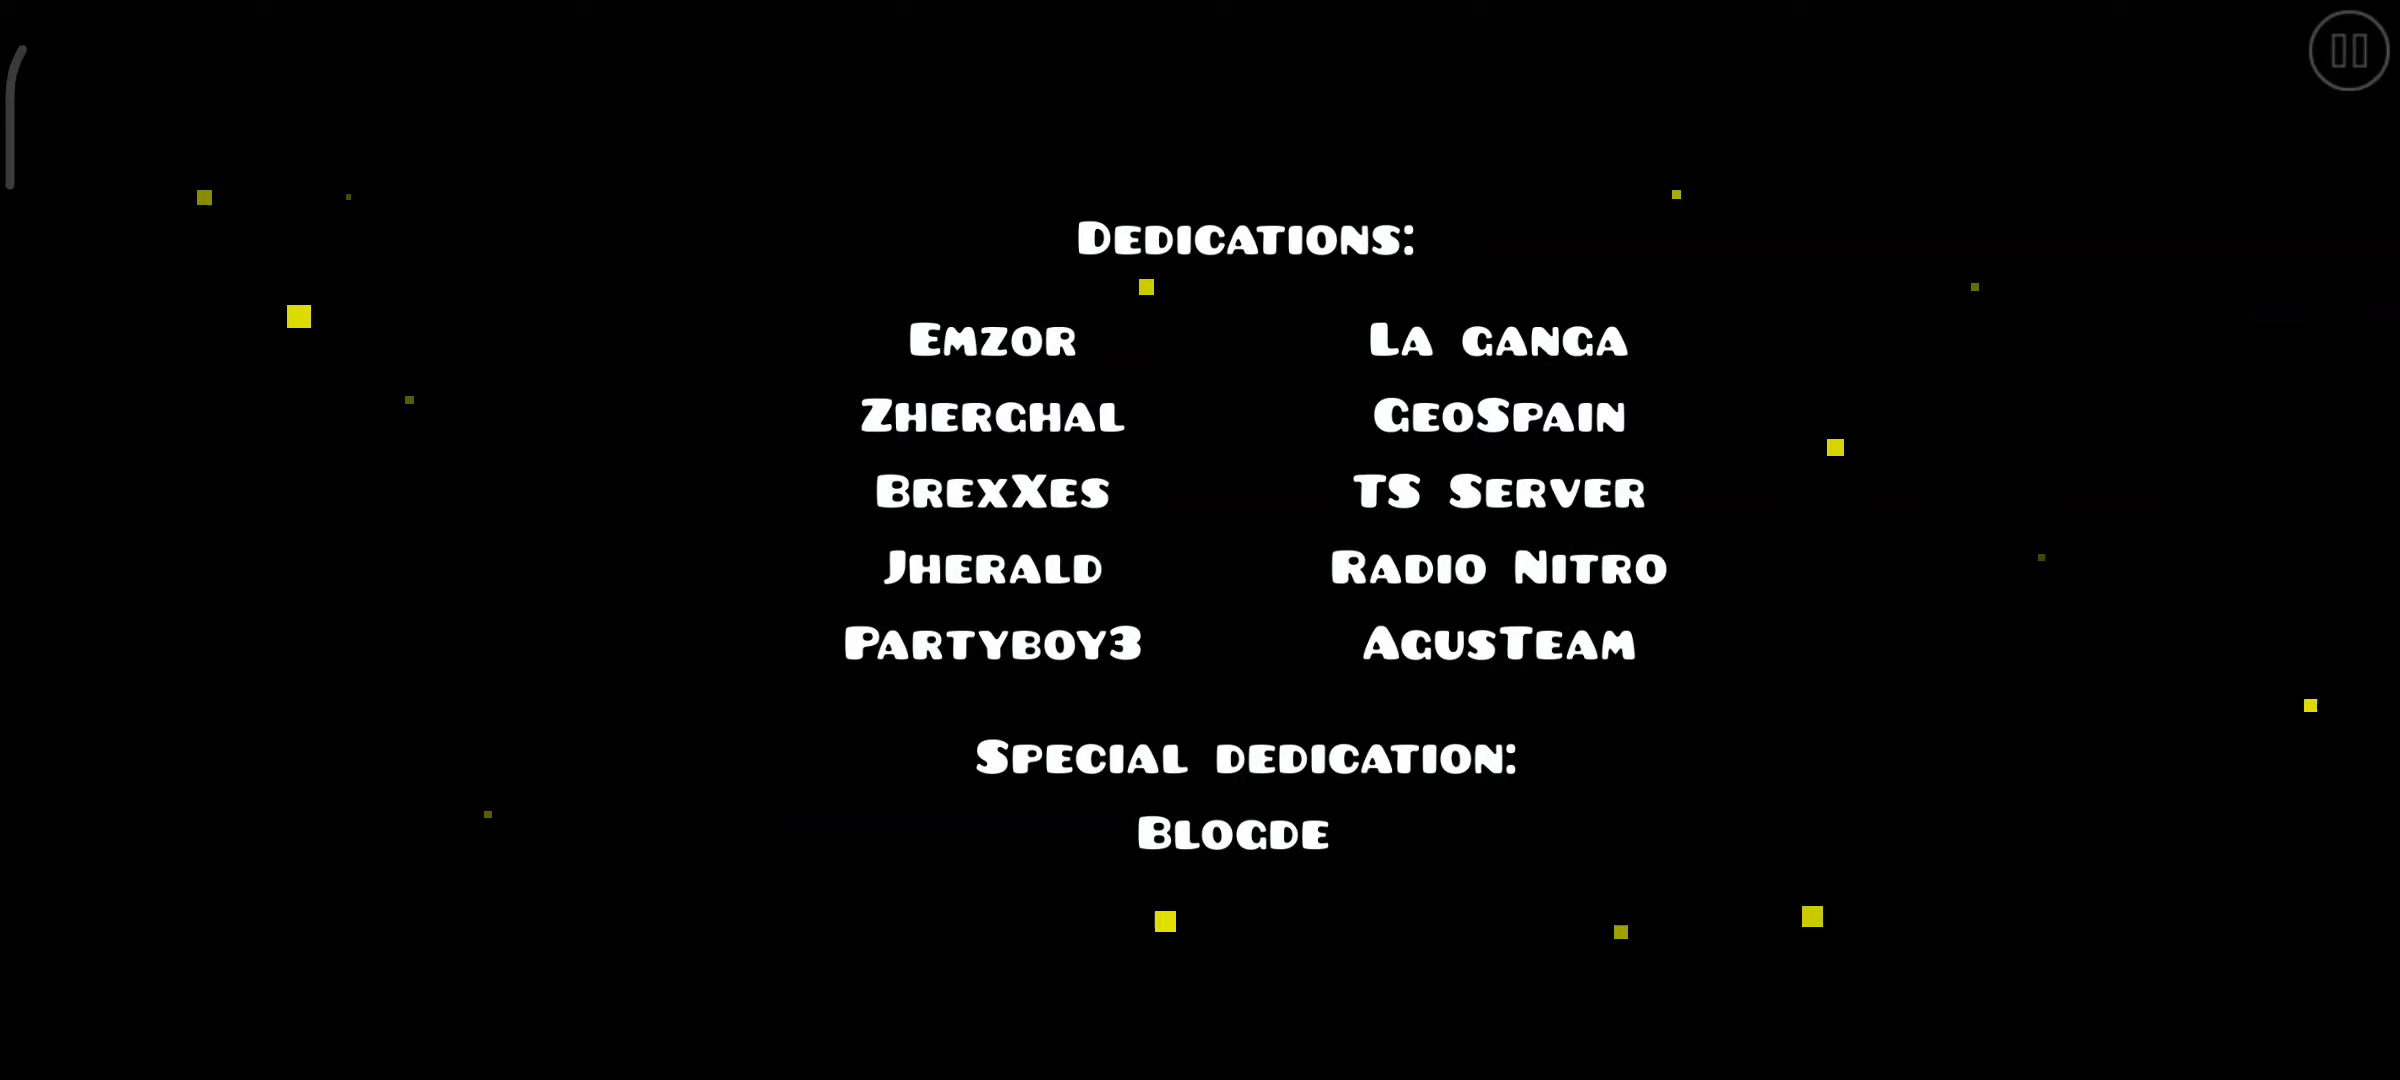 Dedications:
Emzor La ganga
Zherghal GeoSpain
BrexXes TS Server
Jherald Radio Nitro
Partyboy3 AgusTeam
Special dedication:
Blogde